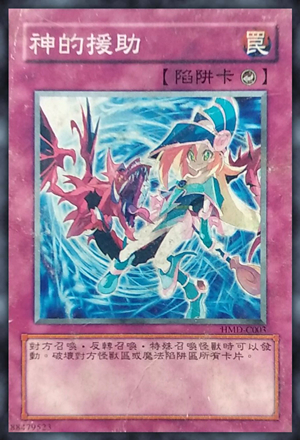 神的援助
罠
【陷阱卡】
HMD-C003
對方召喚、反轉召喚、特殊召喚怪獸時可以發
動。破壞對方怪獸區或魔法陷阱區所有卡片。
88479523